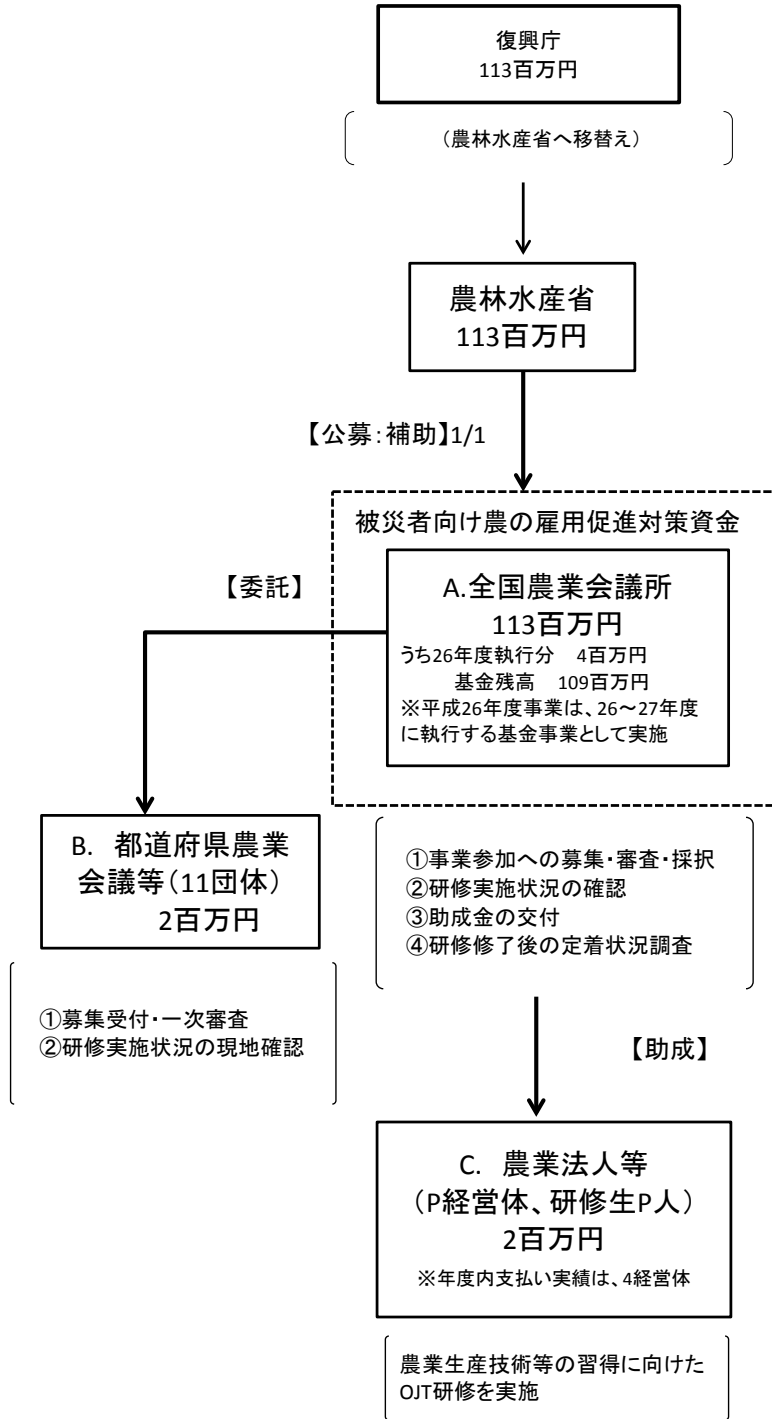 復興庁
113百万円
(農林水産省へ移替え)
農林水産省
113百万円
【公募:補助】1/1
被災者向け農の雇用促進対策資金
【委託】
A.全国農業会議所
113百万円
うち26年度執行分 4百万円
基金残高 109百万円
※平成26年度事業は、26~27年度
に執行する基金事業として実施
B. 都道府県農業
会議等(11団体)
2百万円
①募集受付・一次審査
②研修実施状況の現地確認
①事業参加への募集・審査・採択
②研修実施状況の確認
③助成金の交付
④研修修了後の定着状況調査
【助成】
C. 農業法人等
(P経営体、研修生P人)
2百万円
※年度内支払い実績は、4経営体
農業生産技術等の習得に向けた
OJT研修を実施